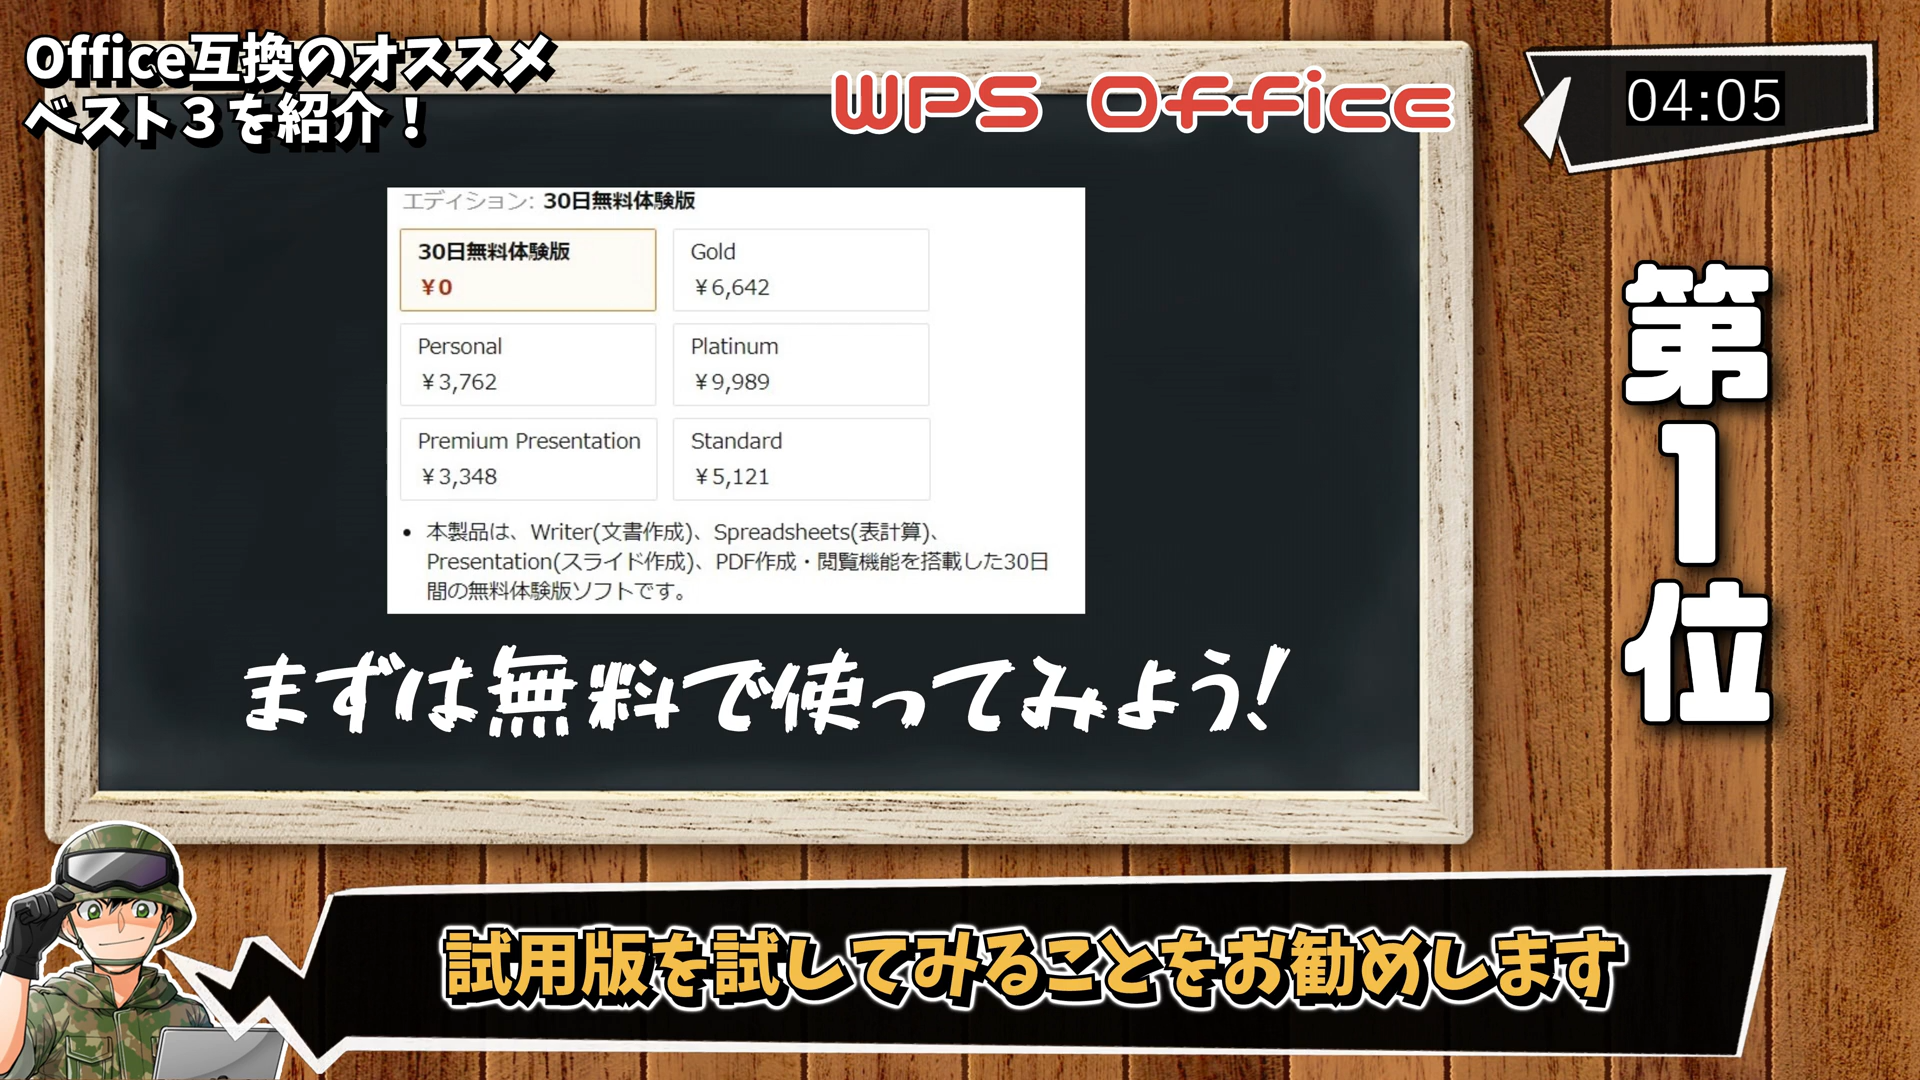 Office互換のオススメ
ベスト３を紹介！
WPS Office
04:05
エディション: 30日無料体験版
30日無料体験版
￥0
Gold
￥6,642
Personal
￥3,762
Platinum
￥9,989
Premium Presentation
￥3,348
Standard
￥5,121
• 本製品は、Writer(文書作成)、Spreadsheets(表計算)、
Presentation(スライド作成)、PDF作成・閲覧機能を搭載した30日
間の無料体験版ソフトです。
まずは無料で使ってみよう!
第1位
試用版を試してみることをお勧めします